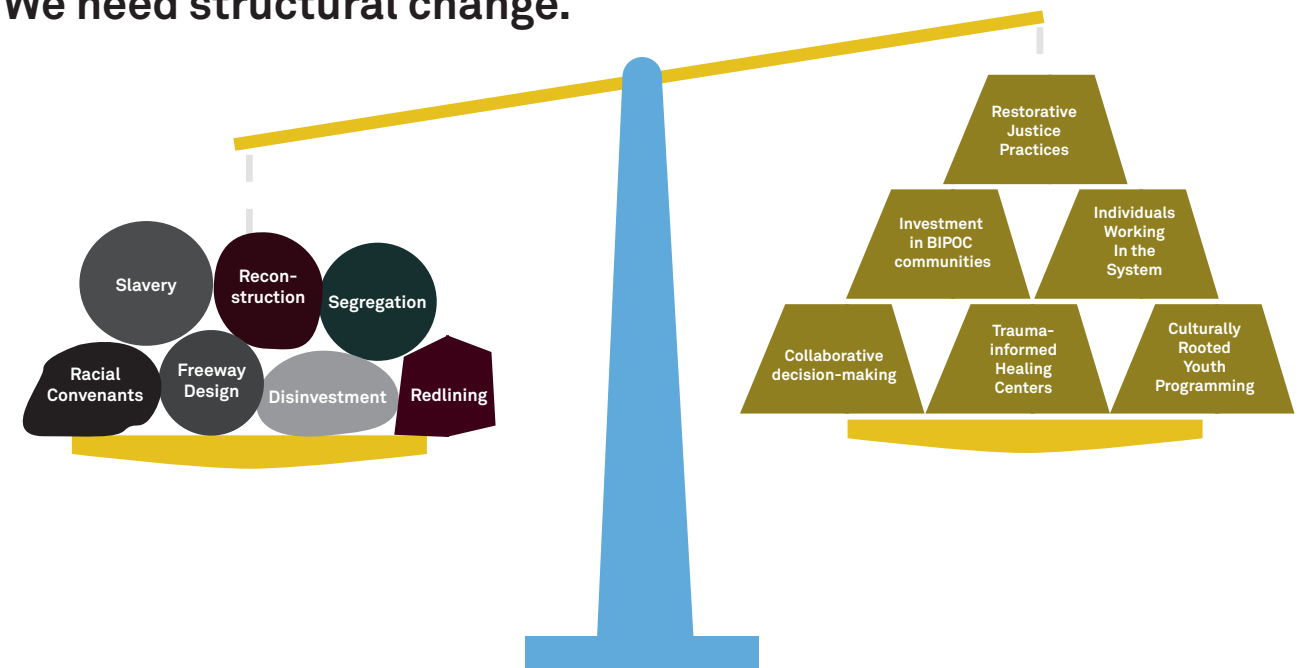 We need structural change.
Slavery
Recon-
struction
Segregation
Racial
Convenants
Freeway
Design
Disinvestment
Redlining
Restorative
Justice
Practices
Investment
in BIPOC
communities
Individuals
Working
In the
System
Collaborative
decision-making
Trauma-
informed
Healing
Centers
Culturally
Rooted
Youth
Programming